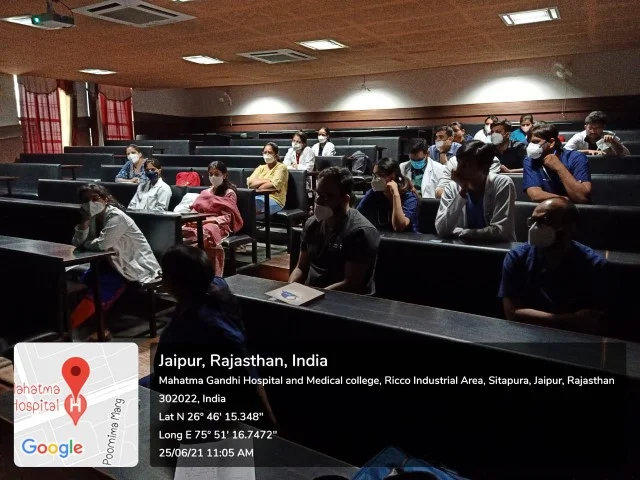 Jaipur, Rajasthan, India
Mahatma Gandhi Hospital and Medical college, Ricco Industrial Area, Sitapura, Jaipur, Rajasthan
302022, India
Lat N 26° 46' 15.348"
Long E 75° 51' 16.7472"
25/06/21 11:05 AM
ahatma
Hospital
H
Poornima Marg
Google